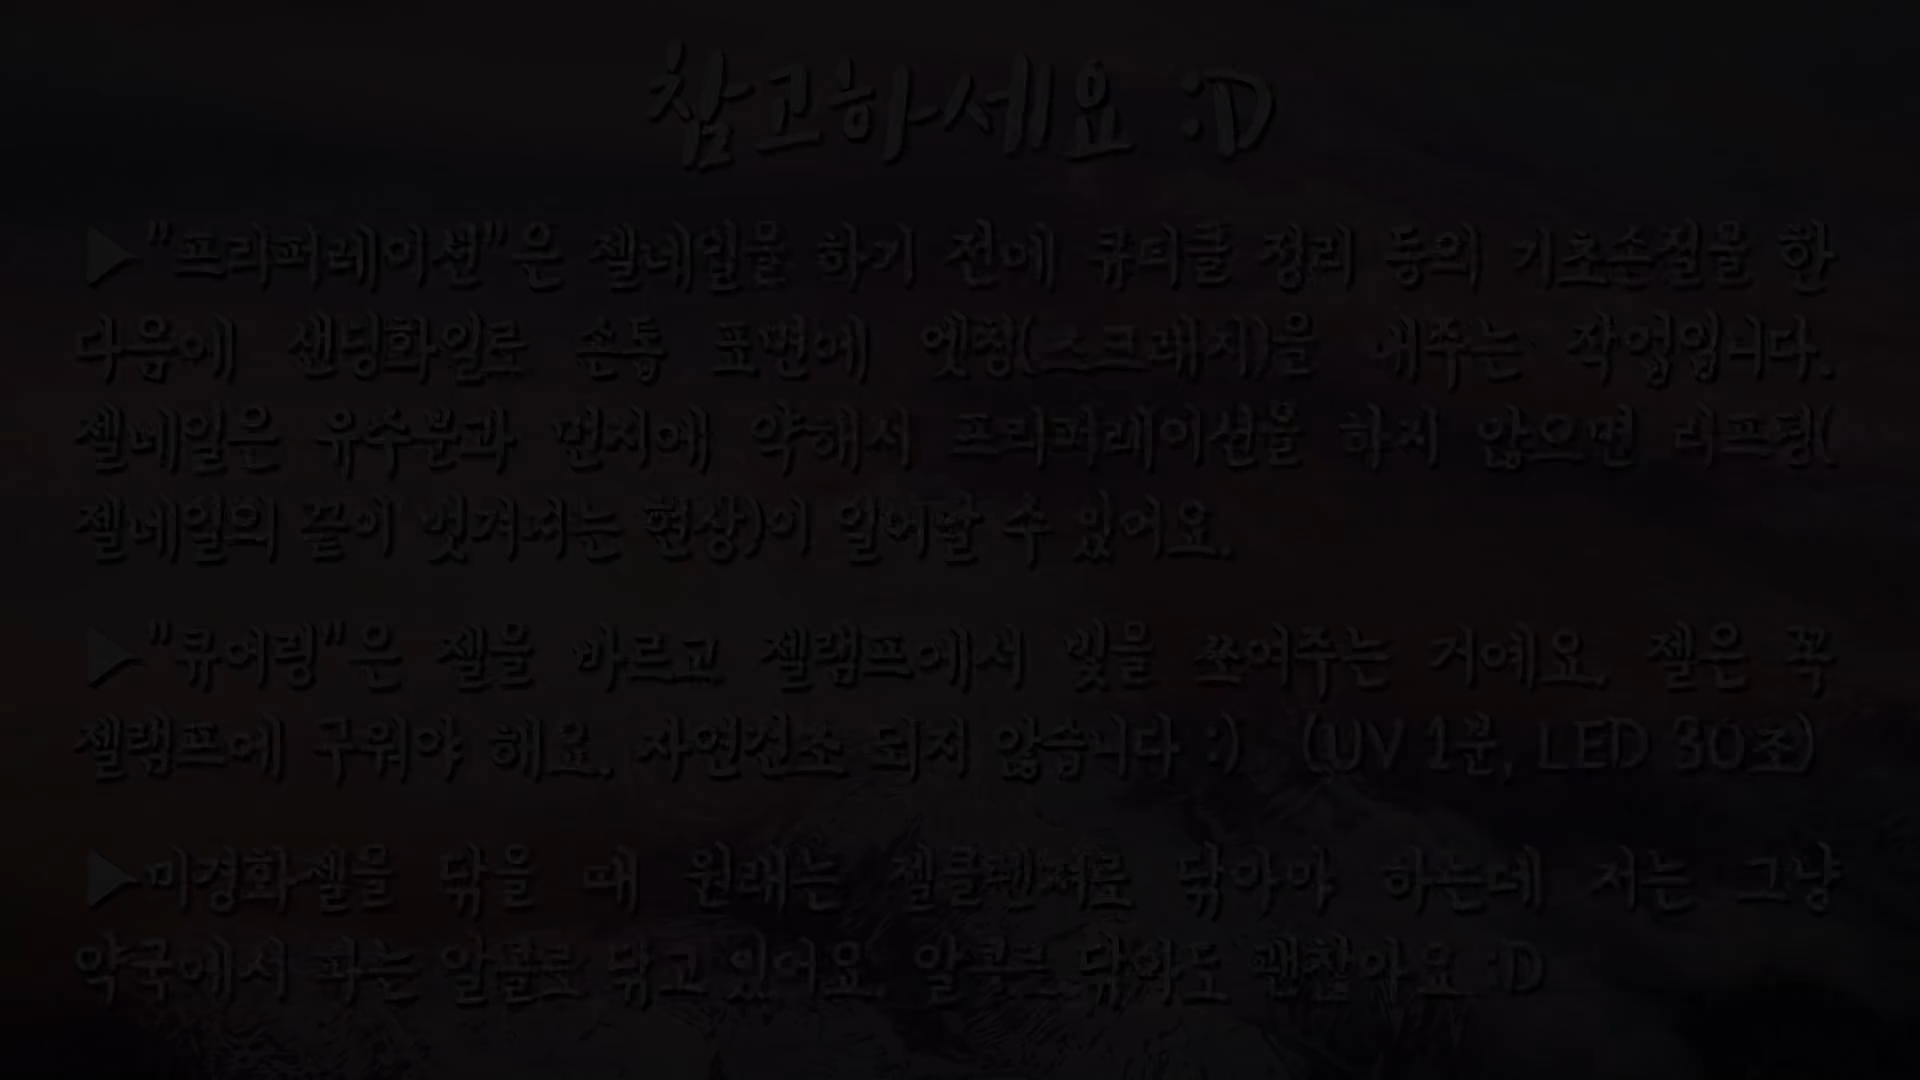 참고하세요 :D
▶"프리퍼레이션"은 젤네일을 하기 전에 큐티클 정리 등의 기초손질을 한
다음에 샌딩화일로 손톱 표면에 엣칭(스크래치)을 내주는 작업입니다.
젤네일은 유수분과 먼지에 약해서 프리퍼레이션을 하지 않으면 리프팅(
젤네일의 끝이 벗겨지는 현상)이 일어날 수 있어요.
▶"큐어링"은 젤을 바르고 젤램프에서 빛을 쏘여주는 거예요. 젤은 꼭
젤램프에 구워야 해요. 자연건조 되지 않습니다 :) (UV 1분, LED 30초)
▶미경화젤을 닦을 때 원래는 젤클렌져로 닦아야 하는데 저는 그냥
약국에서 파는 알콜로 닦고 있어요. 알콜로 닦아도 괜찮아요 :D